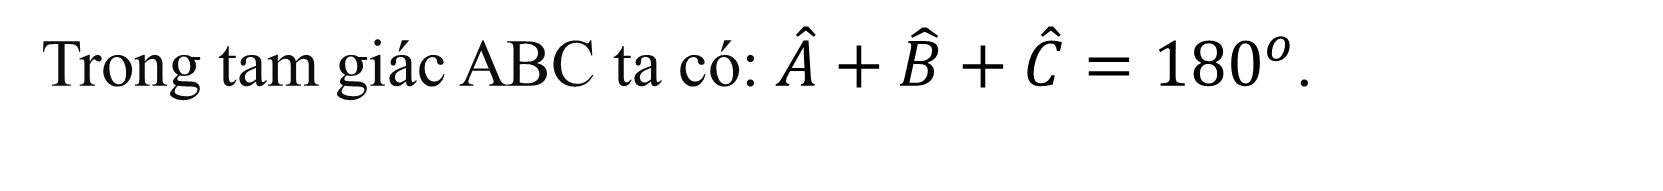 Trong tam giác ABC ta có: Â + B̂ + Ĉ = 180ᵒ.